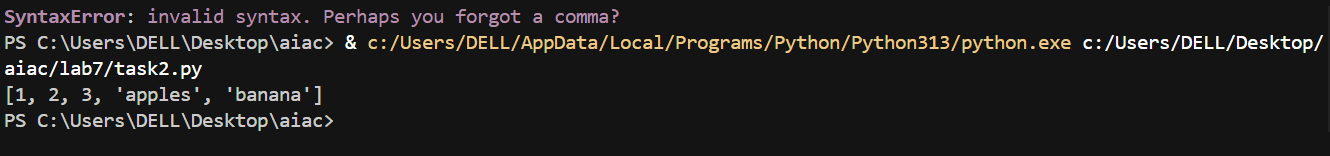 SyntaxError: invalid syntax. Perhaps you forgot a comma?
PS C:\Users\DELL\Desktop\aiac> & c:/Users/DELL/AppData/Local/Programs/Python/Python313/python.exe c:/Users/DELL/Desktop/
aiac/lab7/task2.py
[1, 2, 3, 'apples', 'banana']
PS C:\Users\DELL\Desktop\aiac>